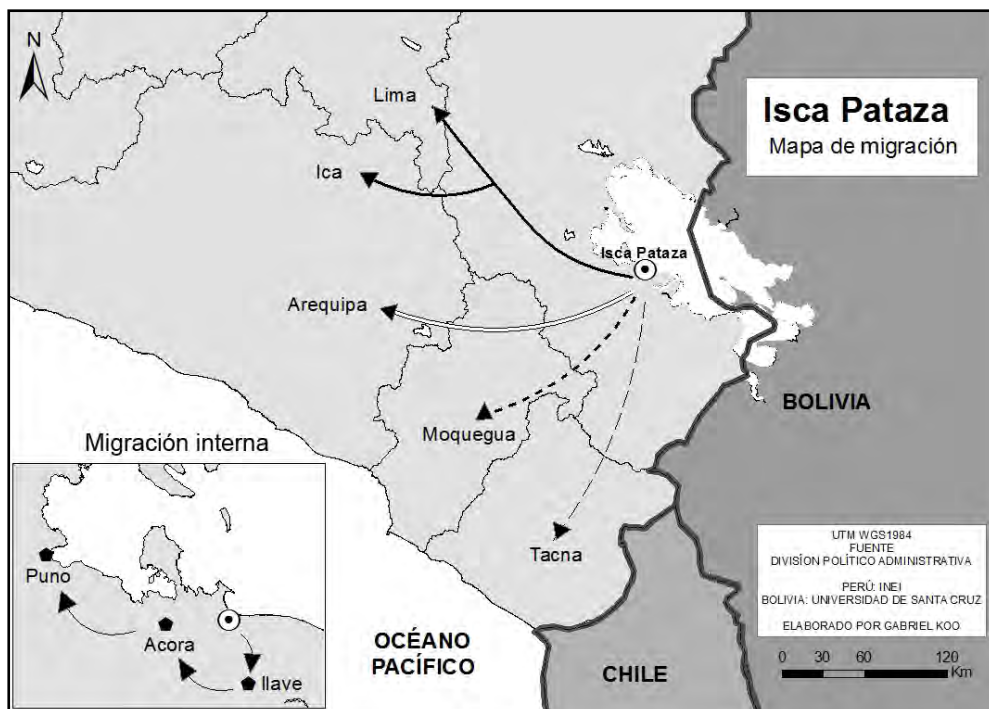 N
Lima
Ica
Isca Pataza
Mapa de migración
Isca Pataza
Arequipa
Moquegua
BOLIVIA
Tacna
Migración interna
Puno
Acora
Ilave
OCÉANO
PACÍFICO
CHILE
UTM WGS1984
FUENTE
DIVISÍON POLÍTICO ADMINISTRATIVA
PERÚ: INEI
BOLIVIA: UNIVERSIDAD DE SANTA CRUZ
ELABORADO POR GABRIEL KOO
0 30 60 120
Km